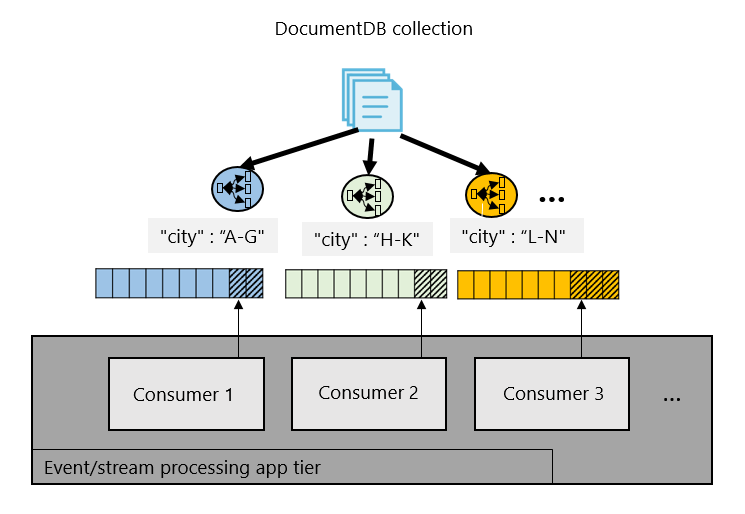 DocumentDB collection
...
"city" : “A-G"
"city" : “H-K"
"city" : “L-N"
Consumer 1
Consumer 2
Consumer 3
...
Event/stream processing app tier